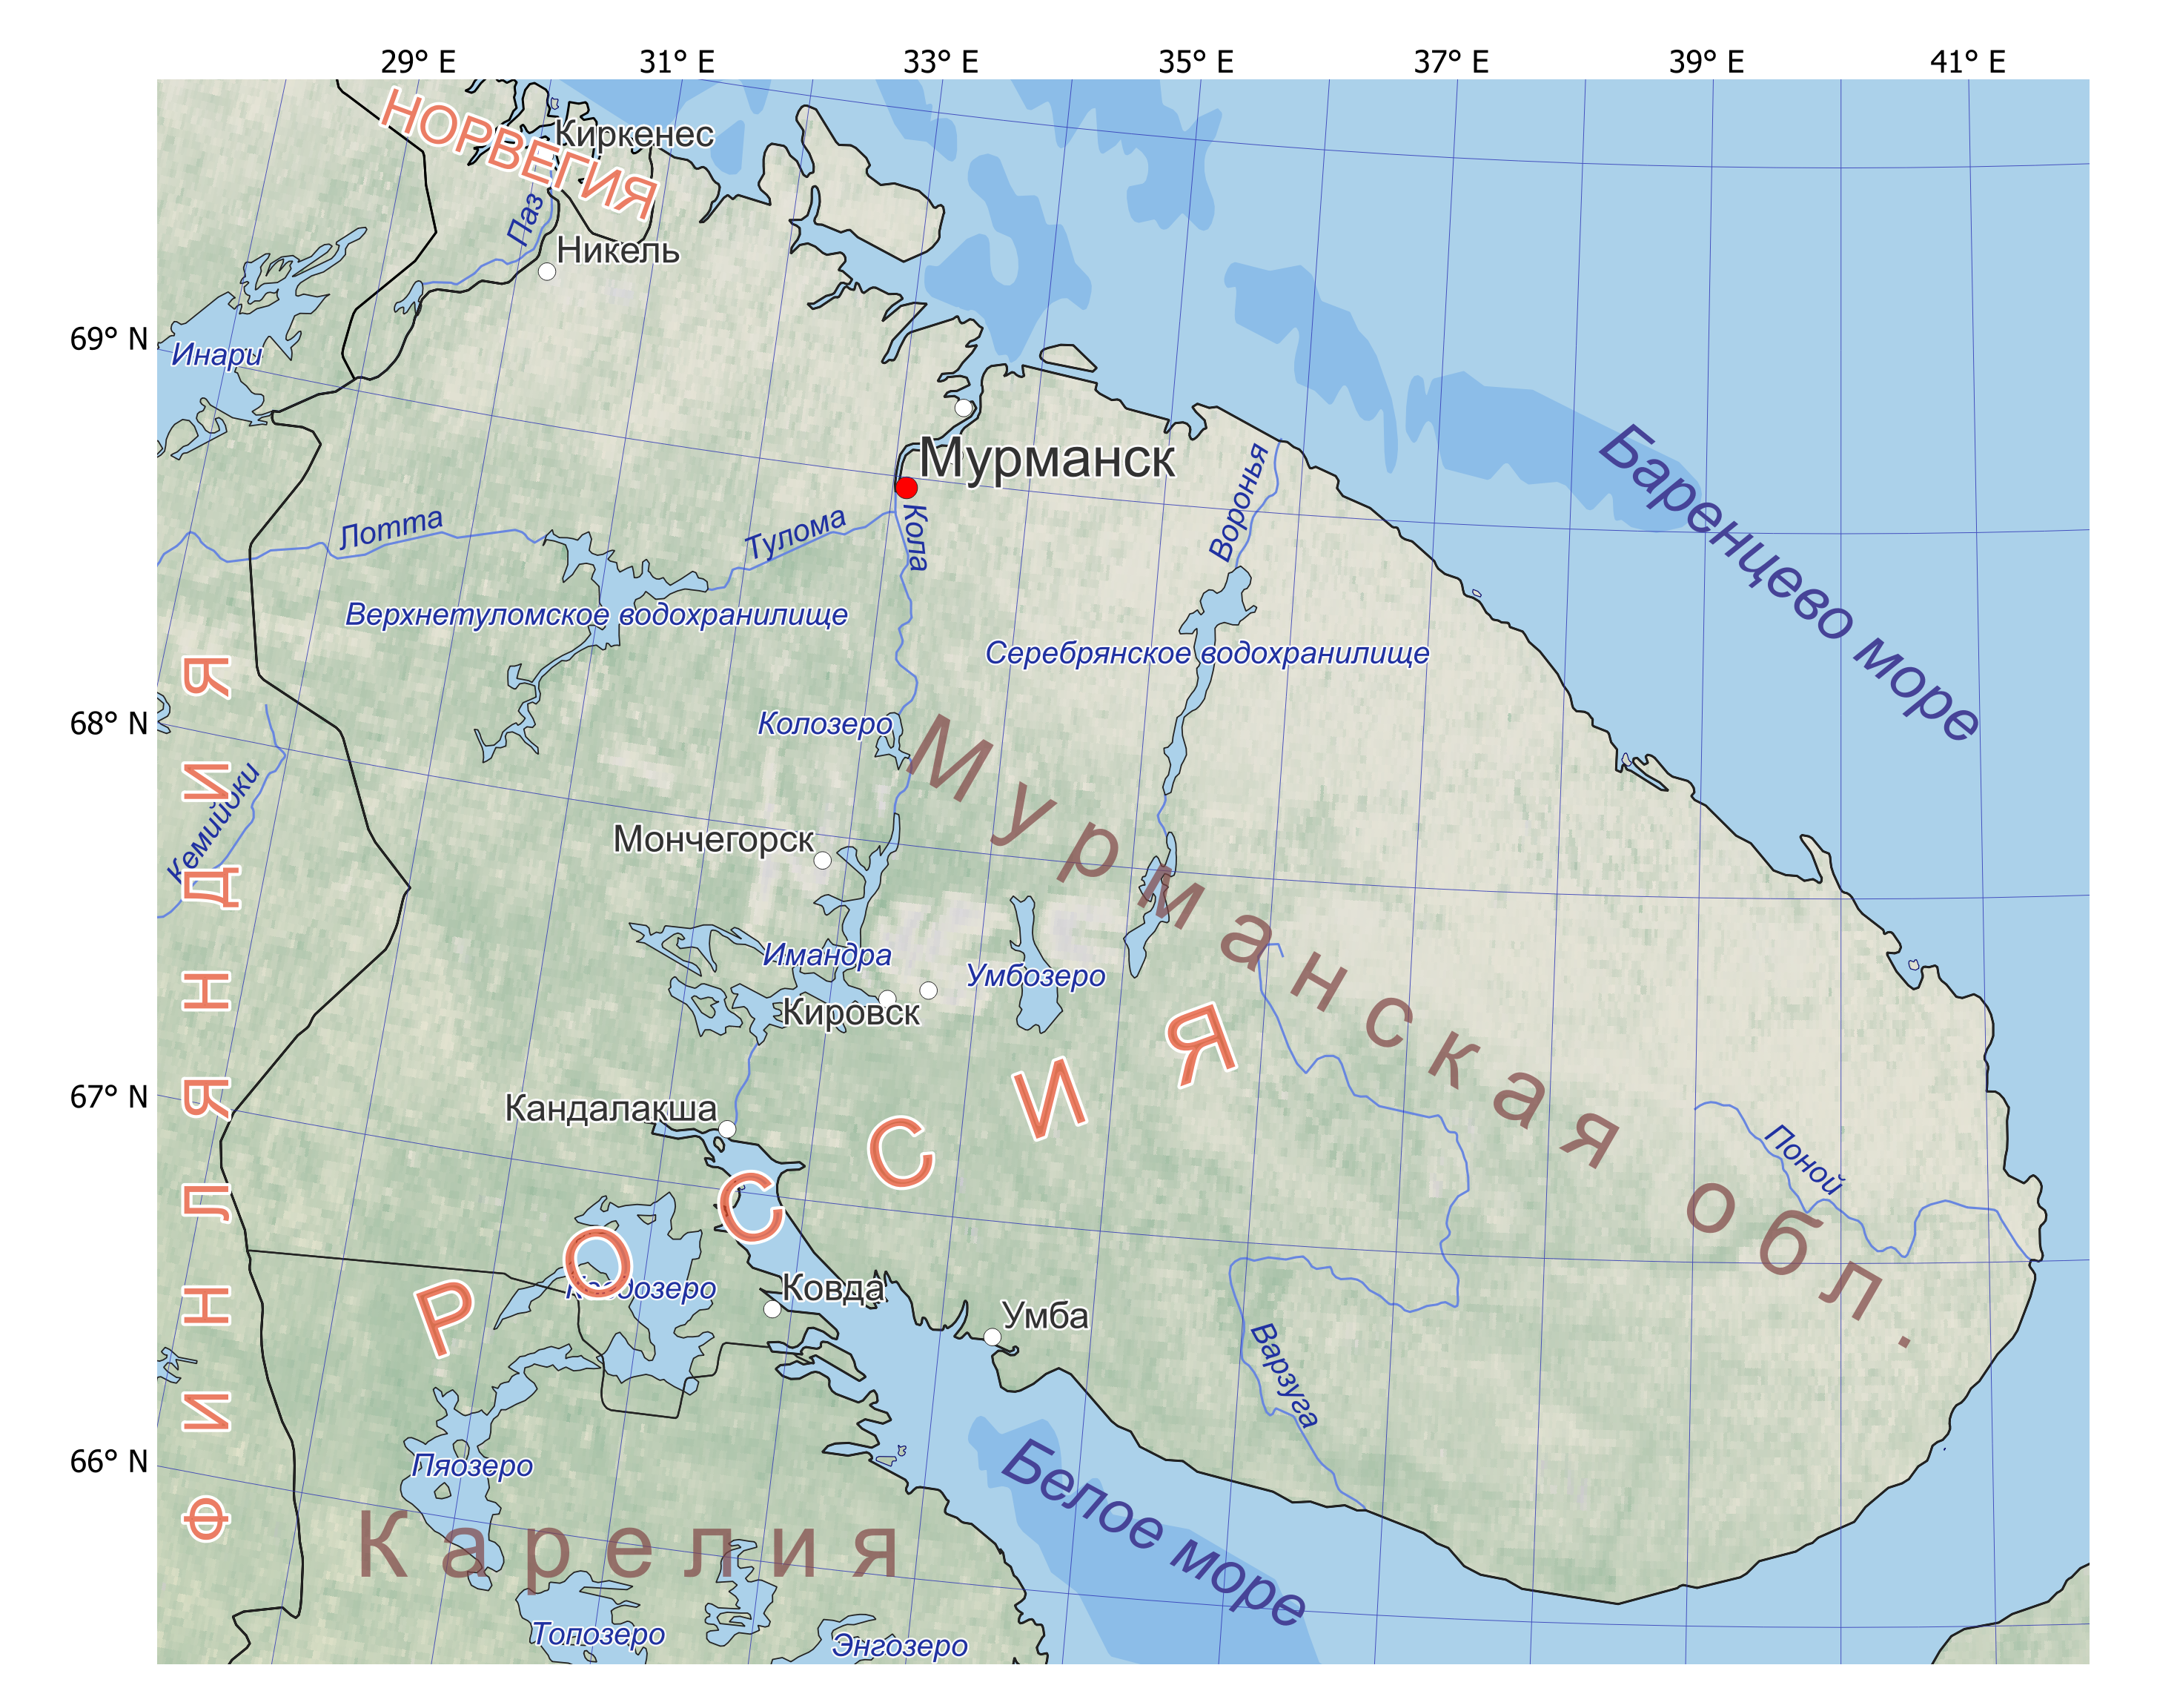 29° E
31° E
33° E
35° E
37° E
39° E
41° E
НОРВЕГИЯ
Киркенес
Паз
Никель
69° N
Инари
Мурманск
Баренцево море
Лотта
Тулома
Кола
Воронья
Верхнетуломское водохранилище
Серебрянское водохранилище
68° N
Колозеро
Кемийоки
Мурманская обл.
Мончегорск
Имандра
Умбозеро
Кировск
67° N
Кандалакша
РОССИЯ
ФИНЛЯНДИЯ
Поной
Ковда
Умба
Варзуга
66° N
Пяозеро
Белое море
Карелия
Топозеро
Энгозеро